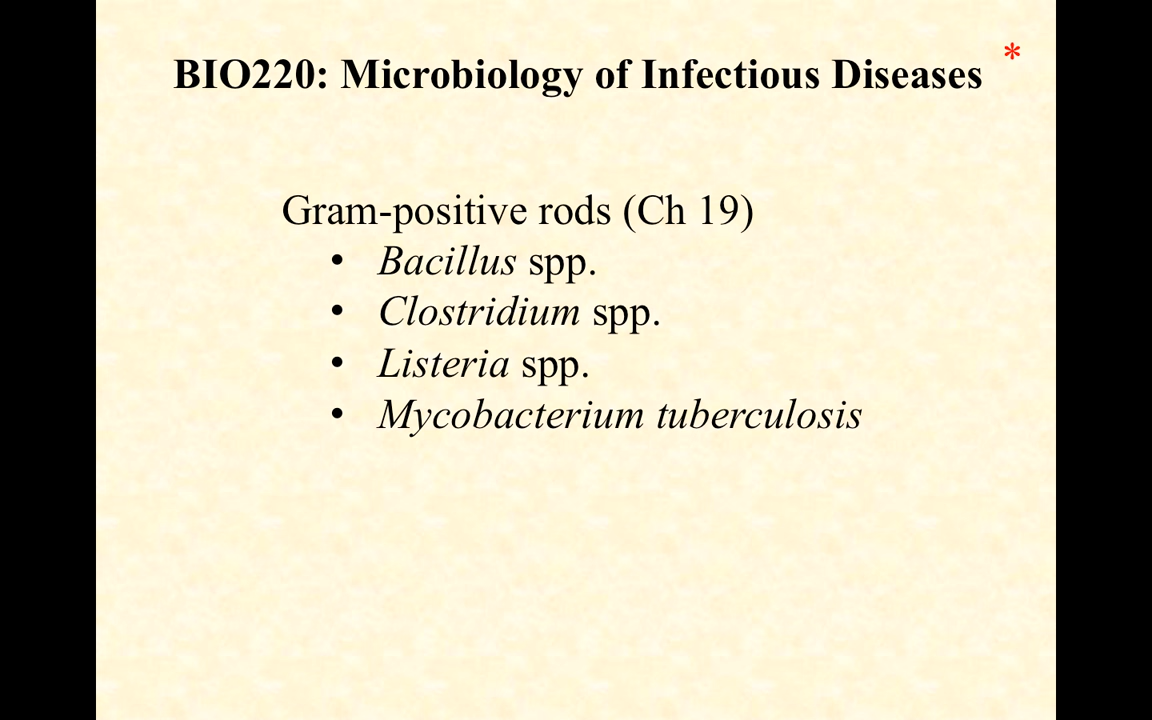 BIO220: Microbiology of Infectious Diseases *
Gram-positive rods (Ch 19)
• Bacillus spp.
• Clostridium spp.
• Listeria spp.
• Mycobacterium tuberculosis